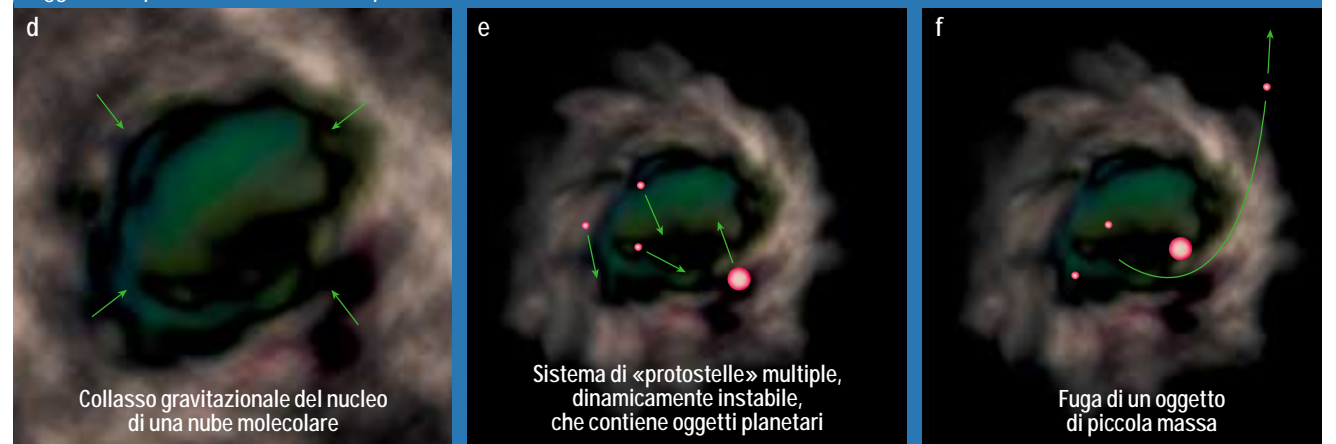 d
Collasso gravitazionale del nucleo
di una nube molecolare
e
Sistema di «protostelle» multiple,
dinamicamente instabile,
che contiene oggetti planetari
f
Fuga di un oggetto
di piccola massa